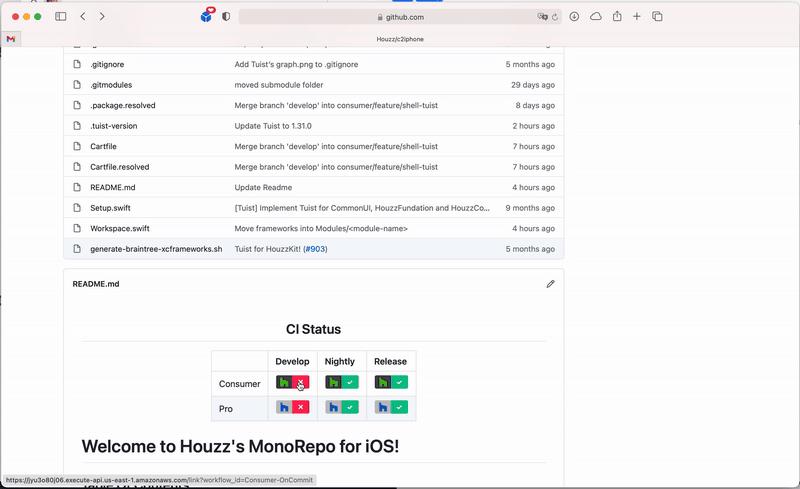 github.com
Houzz/c2iphone
.gitignore Add Tuist's graph.png to .gitignore 5 months ago
.gitmodules moved submodule folder 29 days ago
.package.resolved Merge branch 'develop' into consumer/feature/shell-tuist 8 days ago
.tuist-version Update Tuist to 1.31.0 2 hours ago
Cartfile Merge branch 'develop' into consumer/feature/shell-tuist 7 hours ago
Cartfile.resolved Merge branch 'develop' into consumer/feature/shell-tuist 7 hours ago
README.md Update Readme 4 hours ago
Setup.swift [Tuist] Implement Tuist for CommonUI, HouzzFundation and HouzzCo... 9 months ago
Workspace.swift Move frameworks into Modules/<module-name> 4 hours ago
generate-braintree-xcframeworks.sh Tuist for HouzzKit! (#903) 5 months ago
README.md
CI Status
Develop Nightly Release
Consumer
Pro
Welcome to Houzz's MonoRepo for iOS!
https://jyu3o80j06.execute-api.us-east-1.amazonaws.com/link?workflow_id=Consumer-OnCommit